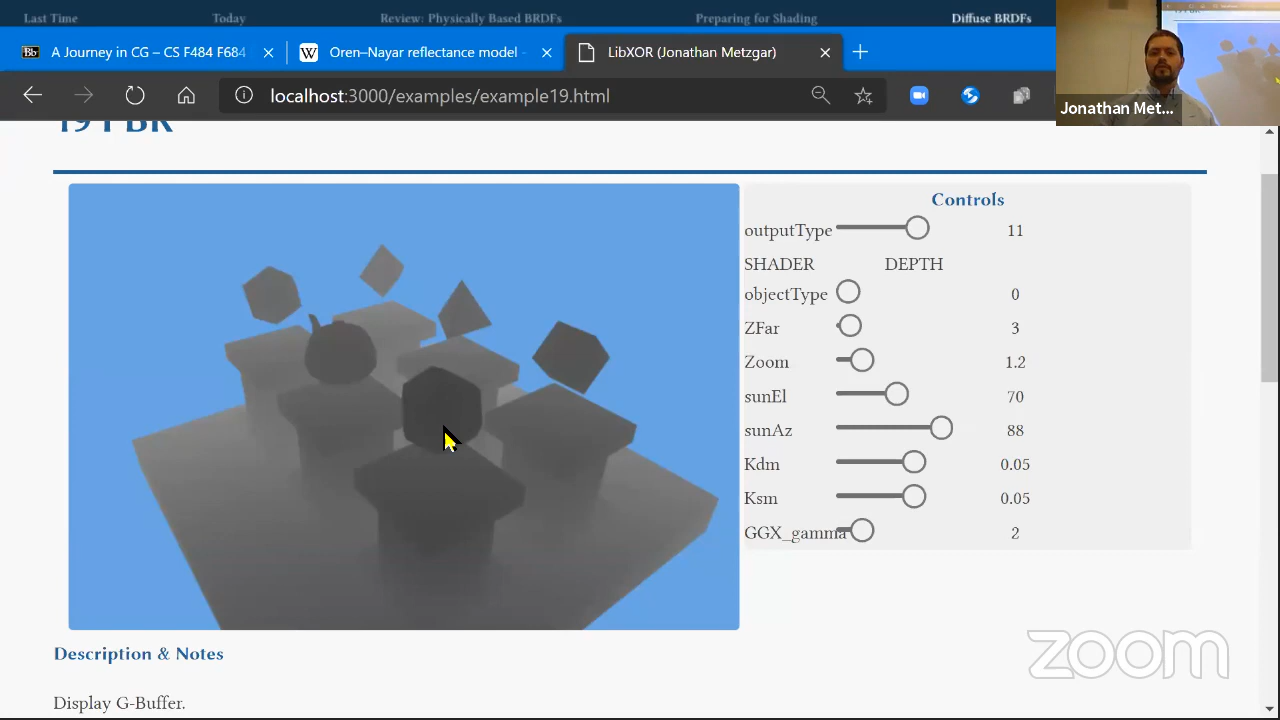 Last Time Today Review: Physically Based BRDFs Preparing for Shading Diffuse BRDFs
Bb A Journey in CG – CS F484 F684 W Oren–Nayar reflectance model - LibXOR (Jonathan Metzgar)
localhost:3000/examples/example19.html
Jonathan Met...
19 PBR
Controls
outputType 11
SHADER DEPTH
objectType 0
ZFar 3
Zoom 1.2
sunEl 70
sunAz 88
Kdm 0.05
Ksm 0.05
GGX_gamma 2
Description & Notes
zoom
Display G-Buffer.